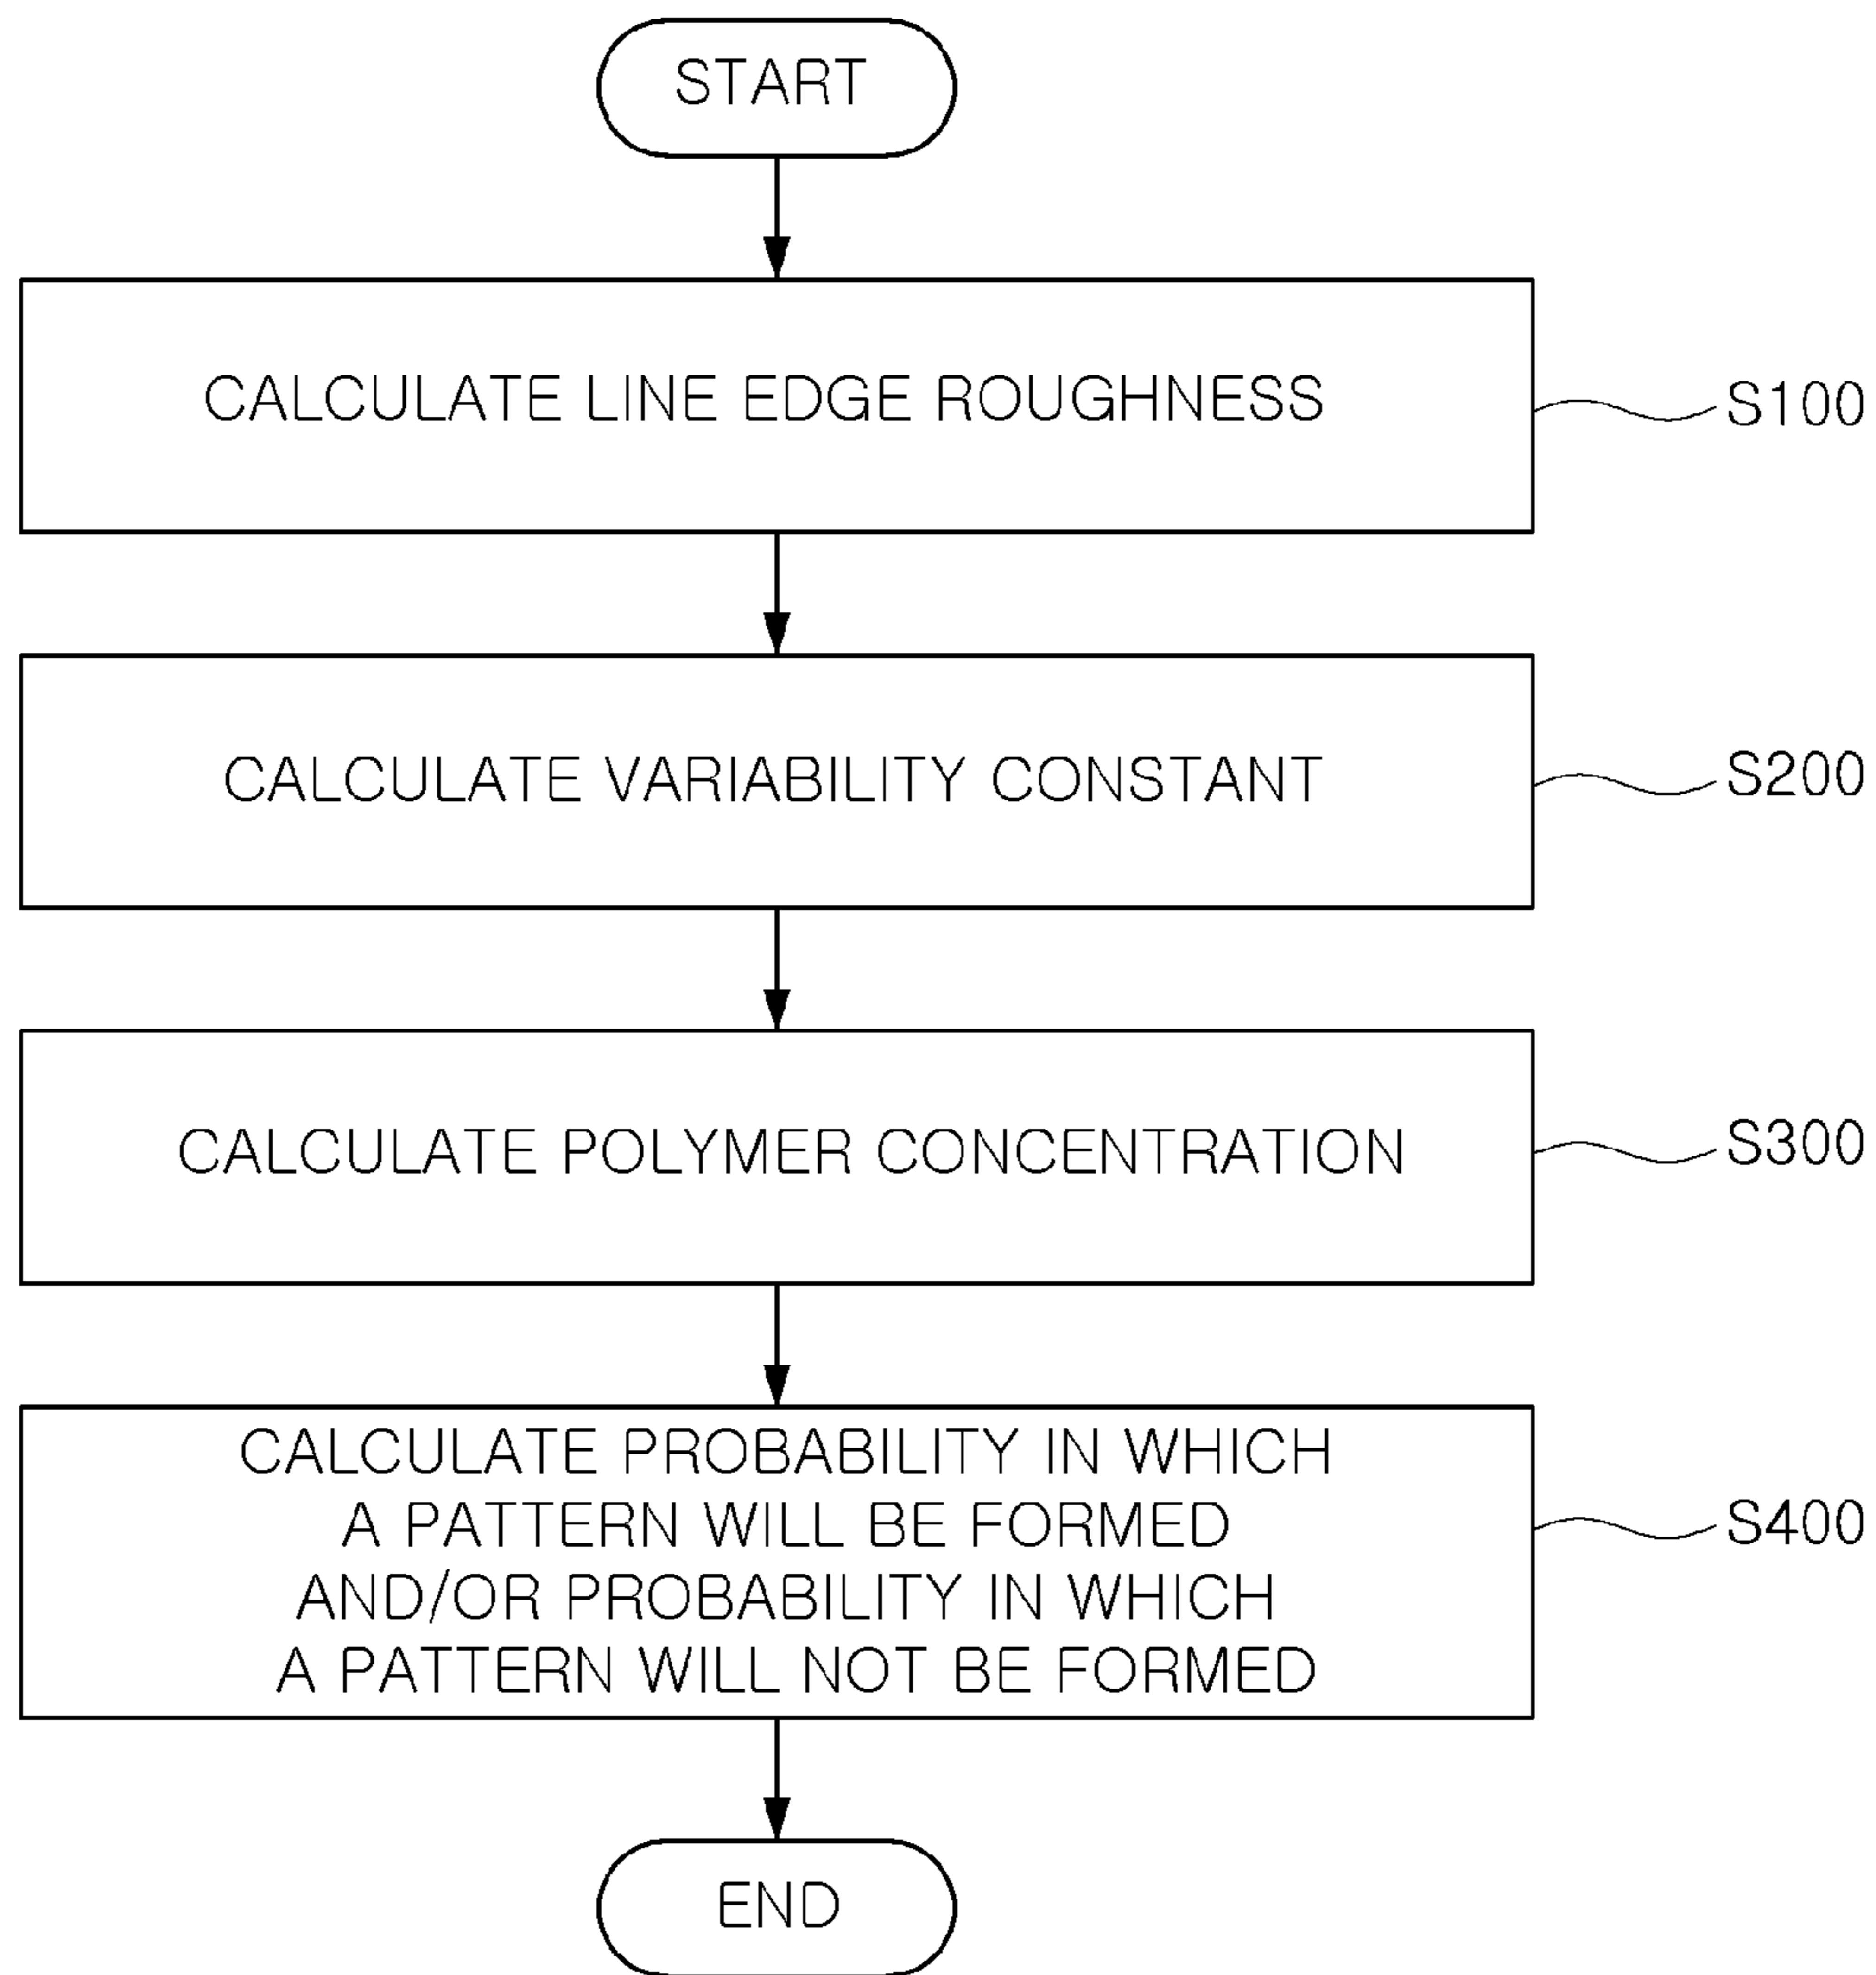 START
CALCULATE LINE EDGE ROUGHNESS
S100
CALCULATE VARIABILITY CONSTANT
S200
CALCULATE POLYMER CONCENTRATION
S300
CALCULATE PROBABILITY IN WHICH
A PATTERN WILL BE FORMED
AND/OR PROBABILITY IN WHICH
A PATTERN WILL NOT BE FORMED
S400
END